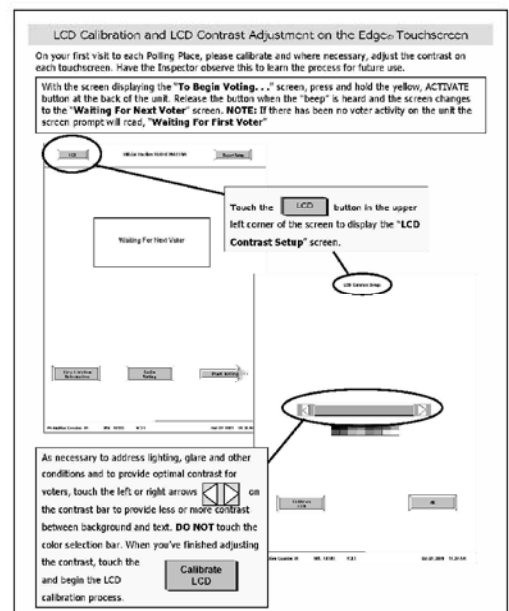 LCD Calibration and LCD Contrast Adjustment on the Edge® Touchscreen
On your first visit to each Polling Place, please calibrate and where necessary, adjust the contrast on
each touchscreen. Have the Inspector observe this to learn the process for future use.
With the screen displaying the "To Begin Voting. . ." screen, press and hold the yellow, ACTIVATE
button at the back of the unit. Release the button when the "beep" is heard and the screen changes
to the "Waiting For Next Voter" screen. NOTE: If there has been no voter activity on the unit the
screen prompt will read, "Waiting For First Voter"
LCD
Touch the LCD button in the upper
left corner of the screen to display the "LCD
Contrast Setup" screen.
Waiting For Next Voter
LCD Contrast Setup
As necessary to address lighting, glare and other
conditions and to provide optimal contrast for
voters, touch the left or right arrows on
the contrast bar to provide less or more contrast
between background and text. DO NOT touch the
color selection bar. When you've finished adjusting
the contrast, touch the
and begin the LCD
calibration process.
Calibrate
LCD
Calibrate
LCD